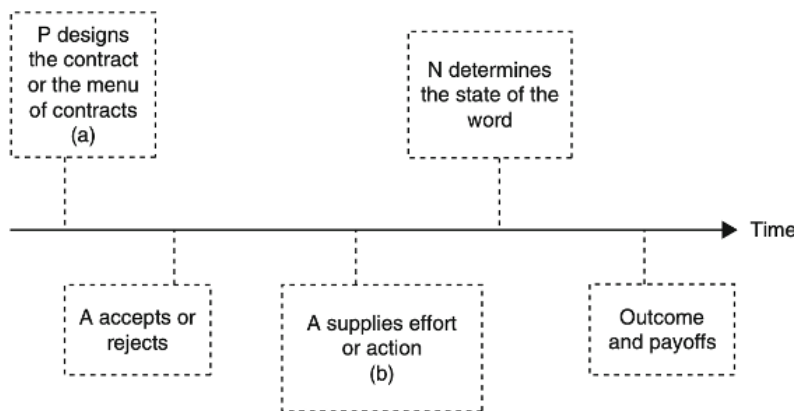 P designs
the contract
or the menu
of contracts
(a)
N determines
the state of the
word
Time
A accepts or
rejects
A supplies effort
or action
(b)
Outcome
and payoffs